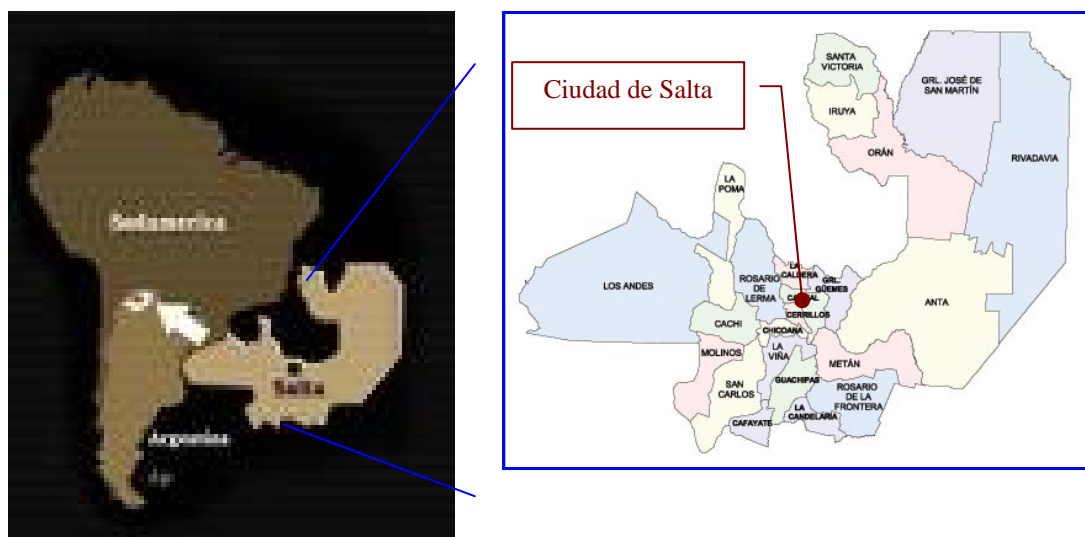 Sudamerica
Salta
Argentina
Ciudad de Salta
SANTA
VICTORIA
GRL. JOSÉ DE
SAN MARTÍN
IRUYA
ORÁN
RIVADAVIA
LA
POMA
LOS ANDES
ROSARIO
DE
LERMA
LA
CALDERA
GRL.
GÜEMES
CAPITAL
CERRILLOS
ANTA
CACHI
CHICOANA
MOLINOS
LA
VIÑA
METÁN
SAN
CARLOS
GUACHIPAS
ROSARIO
DE LA
FRONTERA
LA
CANDELARÍA
CAFAYATE